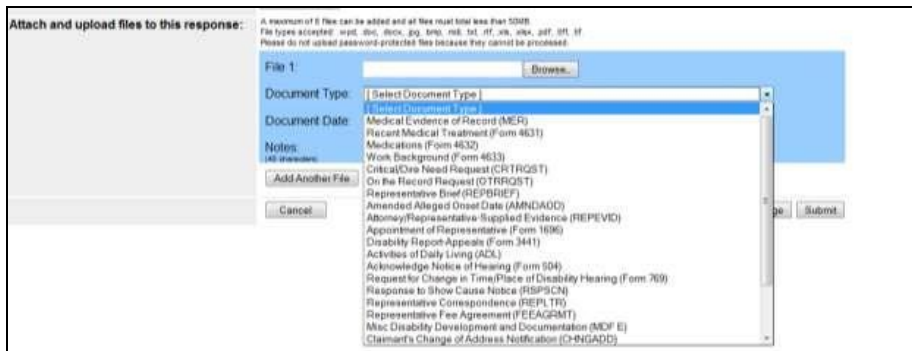 Attach and upload files to this response:
A maximum of 6 files can be added and all files must total less than 50MB.
File types accepted: wpd, doc, docx, jpg, bmp, mdi, txt, rtf, xls, xlsx, pdf, tiff, tif
Please do not upload password-protected files because they cannot be processed.
File 1:
Browse..
Document Type: [ Select Document Type ]
[ Select Document Type ]
Document Date:
Medical Evidence of Record (MER)
Recent Medical Treatment (Form 4631)
Medications (Form 4632)
Notes:
Work Background (Form 4633)
Critical/Dire Need Request (CRTRQST)
Add Another File
On the Record Request (OTRRQST)
Representative Brief (REPBRIEF)
Amended Alleged Onset Date (AMNDAOD)
Cancel
Attorney/Representative-Supplied Evidence (REPEVID)
ge
Submit
Appointment of Representative (Form 1696)
Disability Report-Appeals (Form 3441)
Activities of Daily Living (ADL)
Acknowledge Notice of Hearing (Form 504)
Request for Change in Time/Place of Disability Hearing (Form 769)
Response to Show Cause Notice (RSPSCN)
Representative Correspondence (REPLTR)
Representative Fee Agreement (FEEAGRMT)
Misc Disability Development and Documentation (MDF E)
Claimant's Change of Address Notification (CHNGADD)